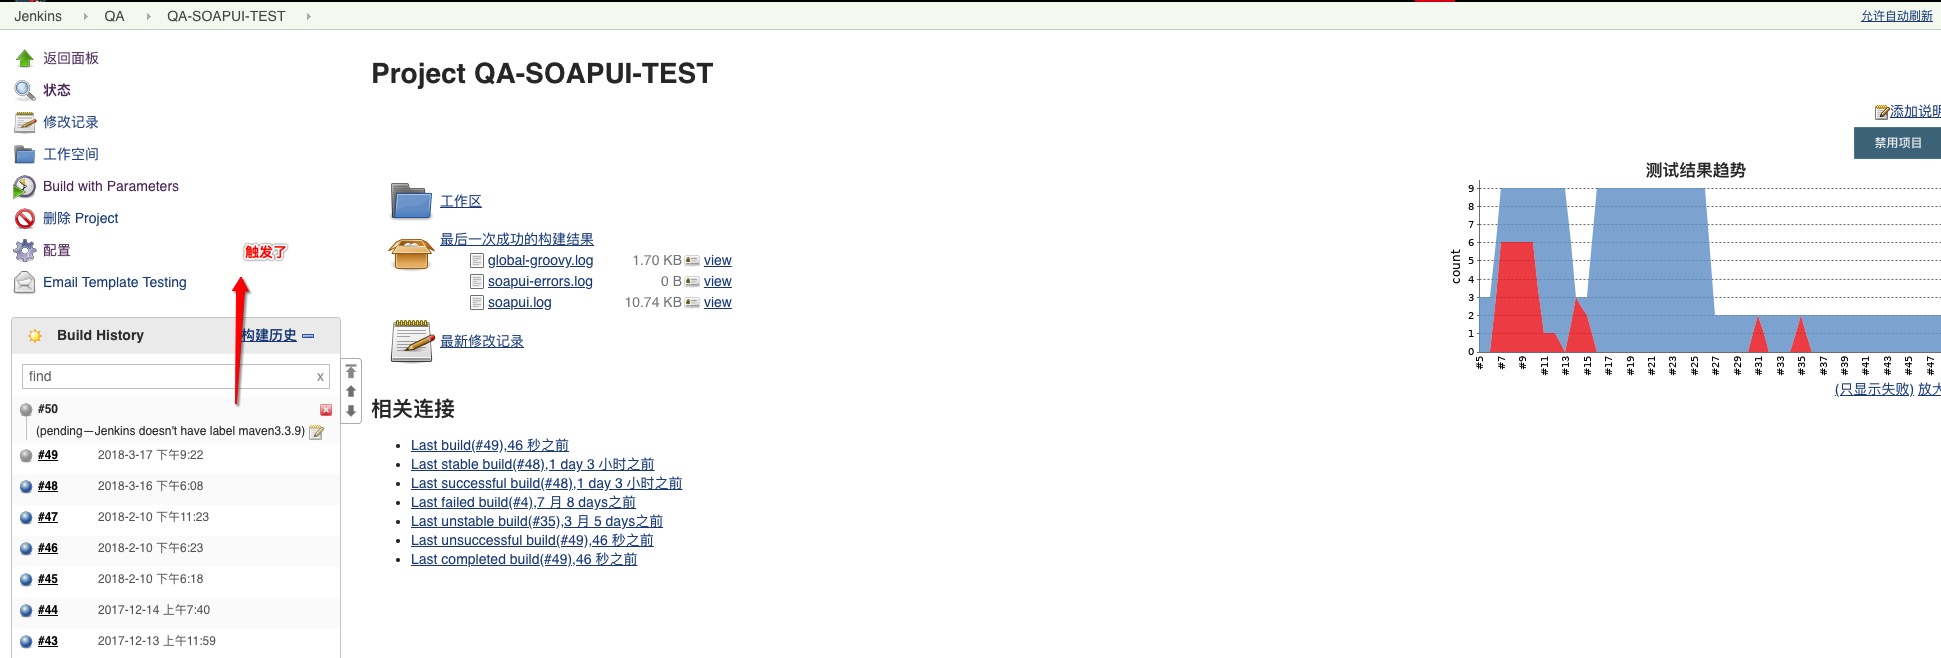 Jenkins QA QA-SOAPUI-TEST 允许自动刷新
返回面板
状态
修改记录
工作空间
Build with Parameters
删除 Project
配置
Email Template Testing
触发了
Build History 构建历史
find x
#50
(pending—Jenkins doesn't have label maven3.3.9)
#49 2018-3-17 下午9:22
#48 2018-3-16 下午6:08
#47 2018-2-10 下午11:23
#46 2018-2-10 下午6:23
#45 2018-2-10 下午6:18
#44 2017-12-14 上午7:40
#43 2017-12-13 上午11:59
Project QA-SOAPUI-TEST
工作区
最后一次成功的构建结果
global-groovy.log 1.70 KB view
soapui-errors.log 0 B view
soapui.log 10.74 KB view
最新修改记录
相关连接
Last build(#49),46 秒之前
Last stable build(#48),1 day 3 小时之前
Last successful build(#48),1 day 3 小时之前
Last failed build(#4),7 月 8 days之前
Last unstable build(#35),3 月 5 days之前
Last unsuccessful build(#49),46 秒之前
Last completed build(#49),46 秒之前
添加说明
禁用项目
测试结果趋势
count
9
8
7
6
5
4
3
2
1
0
#5 #7 #9 #11 #13 #15 #17 #19 #21 #23 #25 #27 #29 #31 #33 #35 #37 #39 #41 #43 #45 #47
(只显示失败) 放大